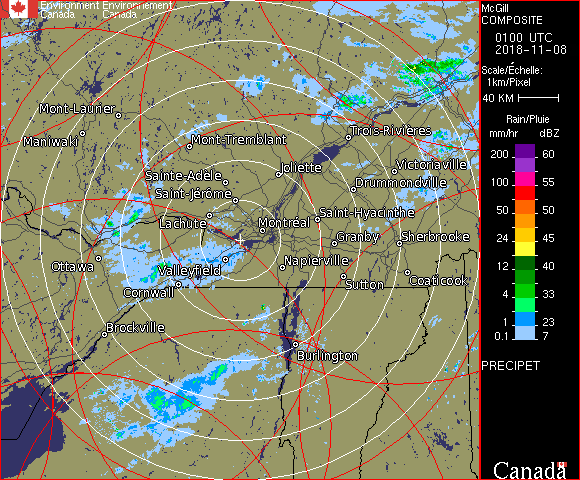 Environment Environnement
Canada Canada
McGill
COMPOSITE
0100 UTC
2018-11-08
Scale/Échelle:
1km/Pixel
40 KM
Rain/Pluie
mm/hr dBZ
200 60
150 57
100 55
50 50
24 45
12 40
4 33
1 23
0.1 7
PRECIPET
Canada
Mont-Laurier
Maniwaki
Mont-Tremblant
Trois-Rivières
Sainte-Adèle
Joliette
Victoriaville
Saint-Jérôme
Drummondville
Lachute
Montréal
Saint-Hyacinthe
Granby
Sherbrooke
Ottawa
Valleyfield
Napierville
Cornwall
Sutton
Coaticook
Brockville
Burlington